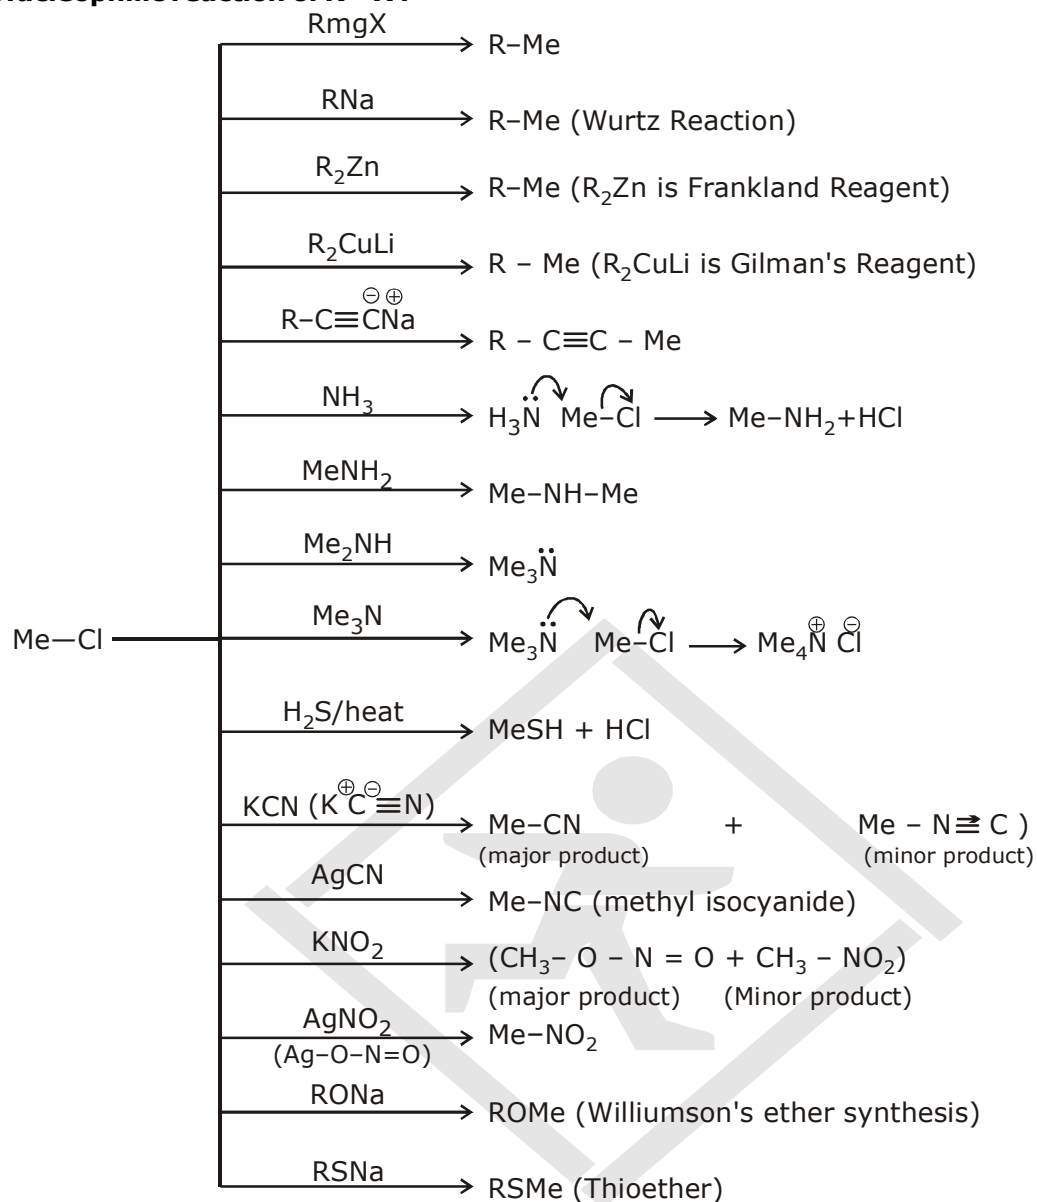 RmgX
R–Me
RNa
R–Me (Wurtz Reaction)
R₂Zn
R–Me (R₂Zn is Frankland Reagent)
R₂CuLi
R – Me (R₂CuLi is Gilman's Reagent)
⊖ ⊕
R–C≡CNa
R – C≡C – Me
NH₃
H₃N̈ Me–Cl ⟶ Me–NH₂+HCl
MeNH₂
Me–NH–Me
Me₂NH
Me₃N̈
Me—Cl
Me₃N
Me₃N̈ Me–Cl ⟶ Me₄N⊕ Cl⊖
H₂S/heat
MeSH + HCl
KCN (K⊕C⊖≡N)
Me–CN + Me – N≡C )
(major product) (minor product)
AgCN
Me–NC (methyl isocyanide)
KNO₂
(CH₃– O – N = O + CH₃ – NO₂)
(major product) (Minor product)
AgNO₂
Me–NO₂
(Ag–O–N=O)
RONa
ROMe (Williumson's ether synthesis)
RSNa
RSMe (Thioether)